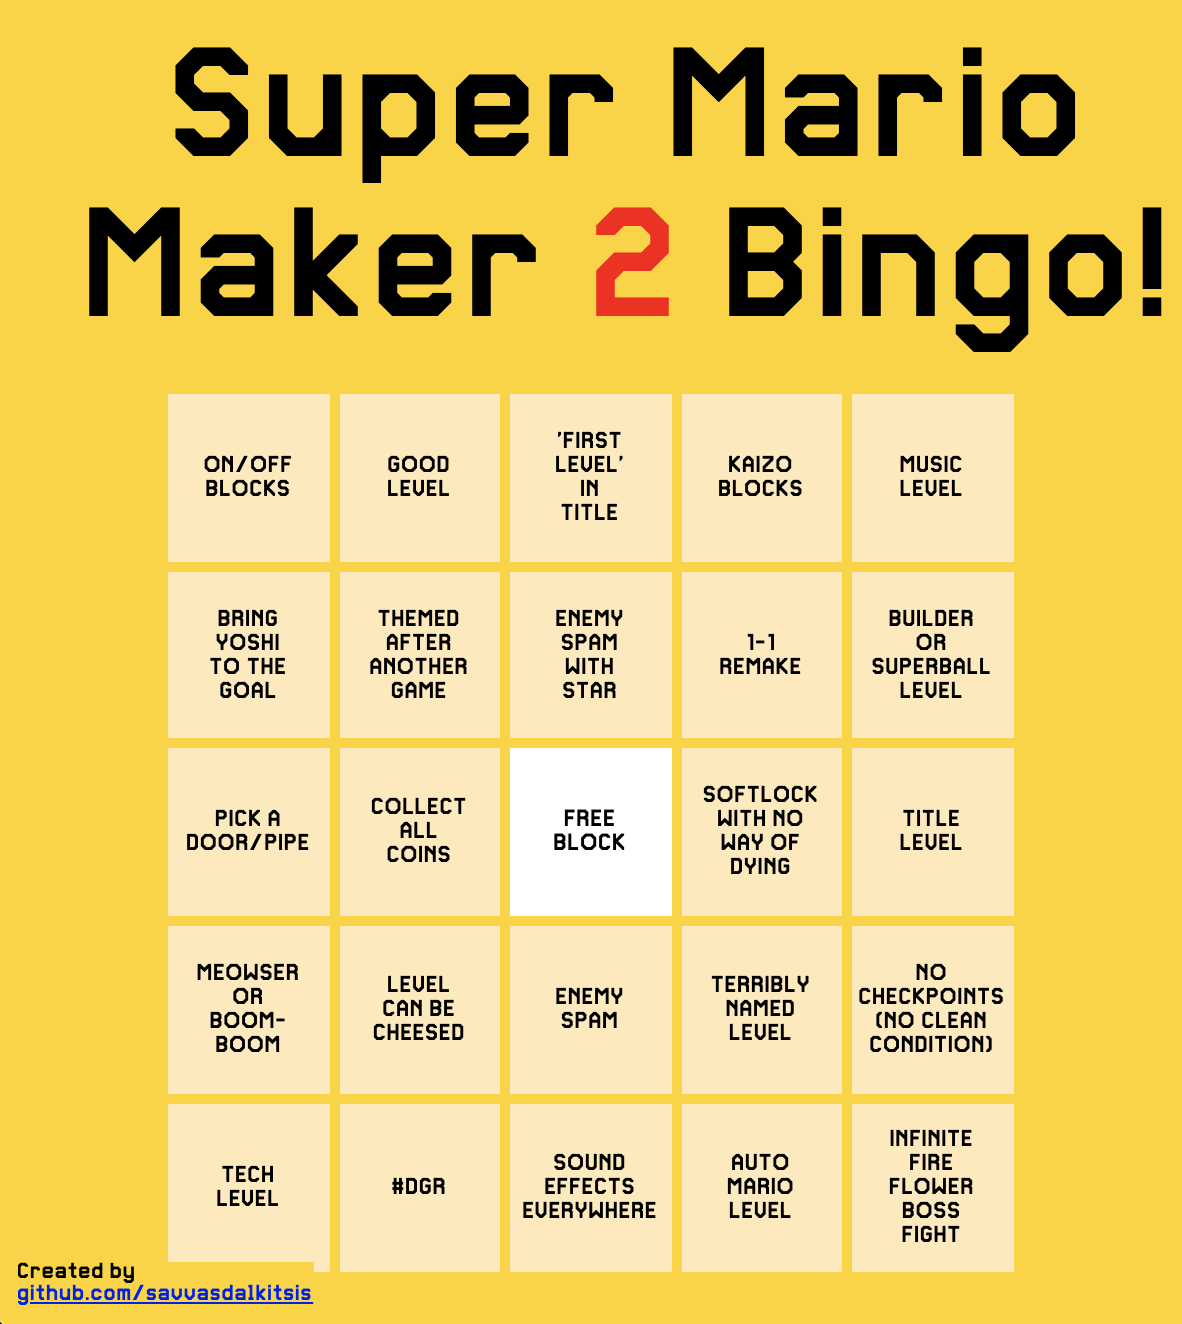 Super Mario
Maker 2 Bingo!
ON/OFF
BLOCKS
GOOD
LEVEL
'FIRST
LEVEL'
IN
TITLE
KAIZO
BLOCKS
MUSIC
LEVEL
BRING
YOSHI
TO THE
GOAL
THEMED
AFTER
ANOTHER
GAME
ENEMY
SPAM
WITH
STAR
1-1
REMAKE
BUILDER
OR
SUPERBALL
LEVEL
PICK A
DOOR/PIPE
COLLECT
ALL
COINS
FREE
BLOCK
SOFTLOCK
WITH NO
WAY OF
DYING
TITLE
LEVEL
MEOWSER
OR
BOOM-
BOOM
LEVEL
CAN BE
CHEESED
ENEMY
SPAM
TERRIBLY
NAMED
LEVEL
NO
CHECKPOINTS
(NO CLEAN
CONDITION)
TECH
LEVEL
#DGR
SOUND
EFFECTS
EVERYWHERE
AUTO
MARIO
LEVEL
INFINITE
FIRE
FLOWER
BOSS
FIGHT
Created by
github.com/savvasdalkitsis